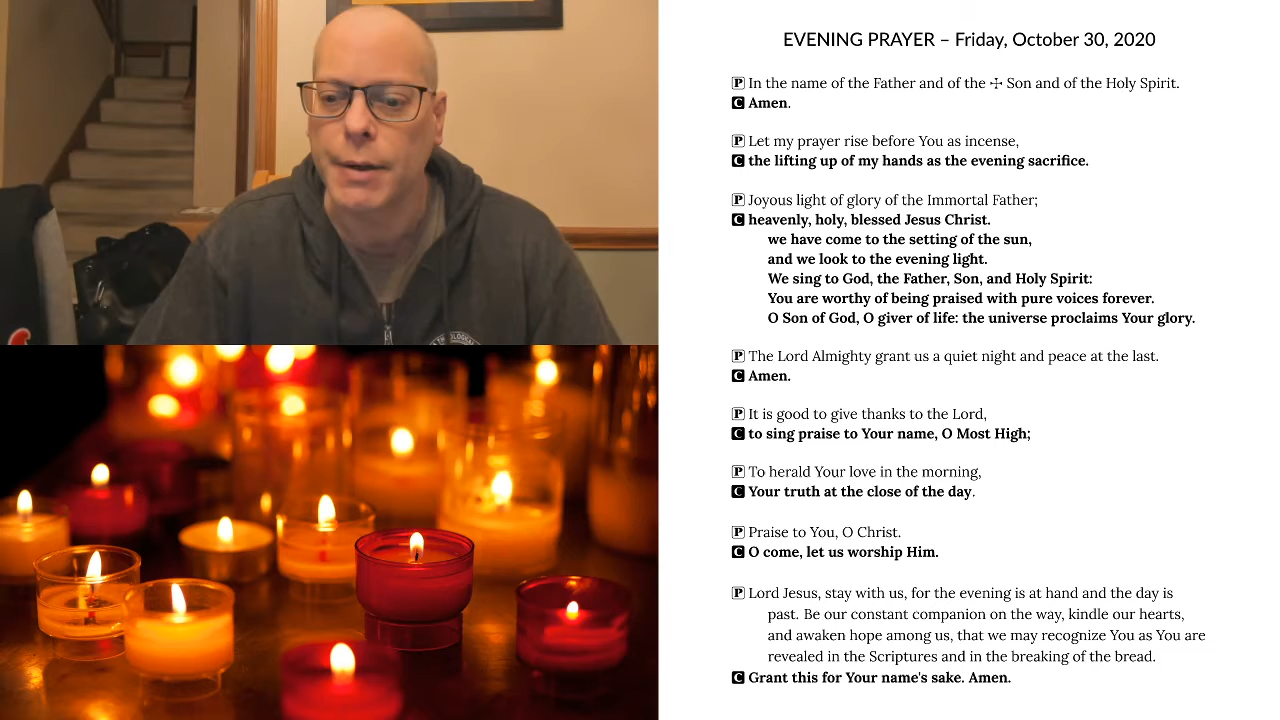 EVENING PRAYER – Friday, October 30, 2020
P In the name of the Father and of the ☩ Son and of the Holy Spirit.
C Amen.
P Let my prayer rise before You as incense,
C the lifting up of my hands as the evening sacrifice.
P Joyous light of glory of the Immortal Father;
C heavenly, holy, blessed Jesus Christ.
we have come to the setting of the sun,
and we look to the evening light.
We sing to God, the Father, Son, and Holy Spirit:
You are worthy of being praised with pure voices forever.
O Son of God, O giver of life: the universe proclaims Your glory.
P The Lord Almighty grant us a quiet night and peace at the last.
C Amen.
P It is good to give thanks to the Lord,
C to sing praise to Your name, O Most High;
P To herald Your love in the morning,
C Your truth at the close of the day.
P Praise to You, O Christ.
C O come, let us worship Him.
P Lord Jesus, stay with us, for the evening is at hand and the day is
past. Be our constant companion on the way, kindle our hearts,
and awaken hope among us, that we may recognize You as You are
revealed in the Scriptures and in the breaking of the bread.
C Grant this for Your name's sake. Amen.